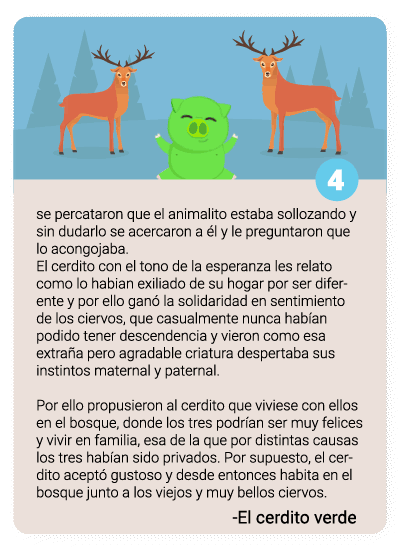 4
se percataron que el animalito estaba sollozando y
sin dudarlo se acercaron a él y le preguntaron que
lo acongojaba.
El cerdito con el tono de la esperanza les relato
como lo habian exiliado de su hogar por ser difer-
ente y por ello ganó la solidaridad en sentimiento
de los ciervos, que casualmente nunca habían
podido tener descendencia y vieron como esa
extraña pero agradable criatura despertaba sus
instintos maternal y paternal.
Por ello propusieron al cerdito que viviese con ellos
en el bosque, donde los tres podrían ser muy felices
y vivir en familia, esa de la que por distintas causas
los tres habían sido privados. Por supuesto, el cer-
dito aceptó gustoso y desde entonces habita en el
bosque junto a los viejos y muy bellos ciervos.
-El cerdito verde